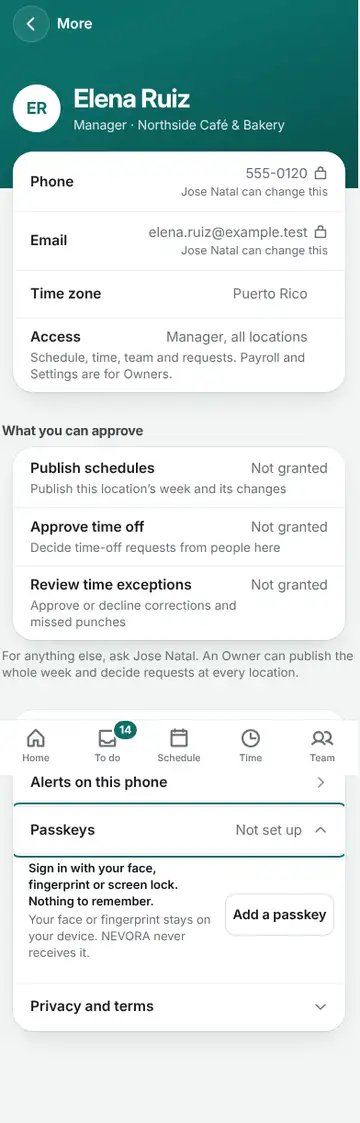 More
ER
Elena Ruiz
Manager · Northside Café & Bakery
Phone
555-0120
Jose Natal can change this
Email
elena.ruiz@example.test
Jose Natal can change this
Time zone
Puerto Rico
Access
Manager, all locations
Schedule, time, team and requests. Payroll and
Settings are for Owners.
What you can approve
Publish schedules
Not granted
Publish this location's week and its changes
Approve time off
Not granted
Decide time-off requests from people here
Review time exceptions
Not granted
Approve or decline corrections and
missed punches
For anything else, ask Jose Natal. An Owner can publish the
whole week and decide requests at every location.
14
Home
To do
Schedule
Time
Team
Alerts on this phone
Passkeys
Not set up
Sign in with your face,
fingerprint or screen lock.
Nothing to remember.
Your face or fingerprint stays on
your device. NEVORA never
receives it.
Add a passkey
Privacy and terms